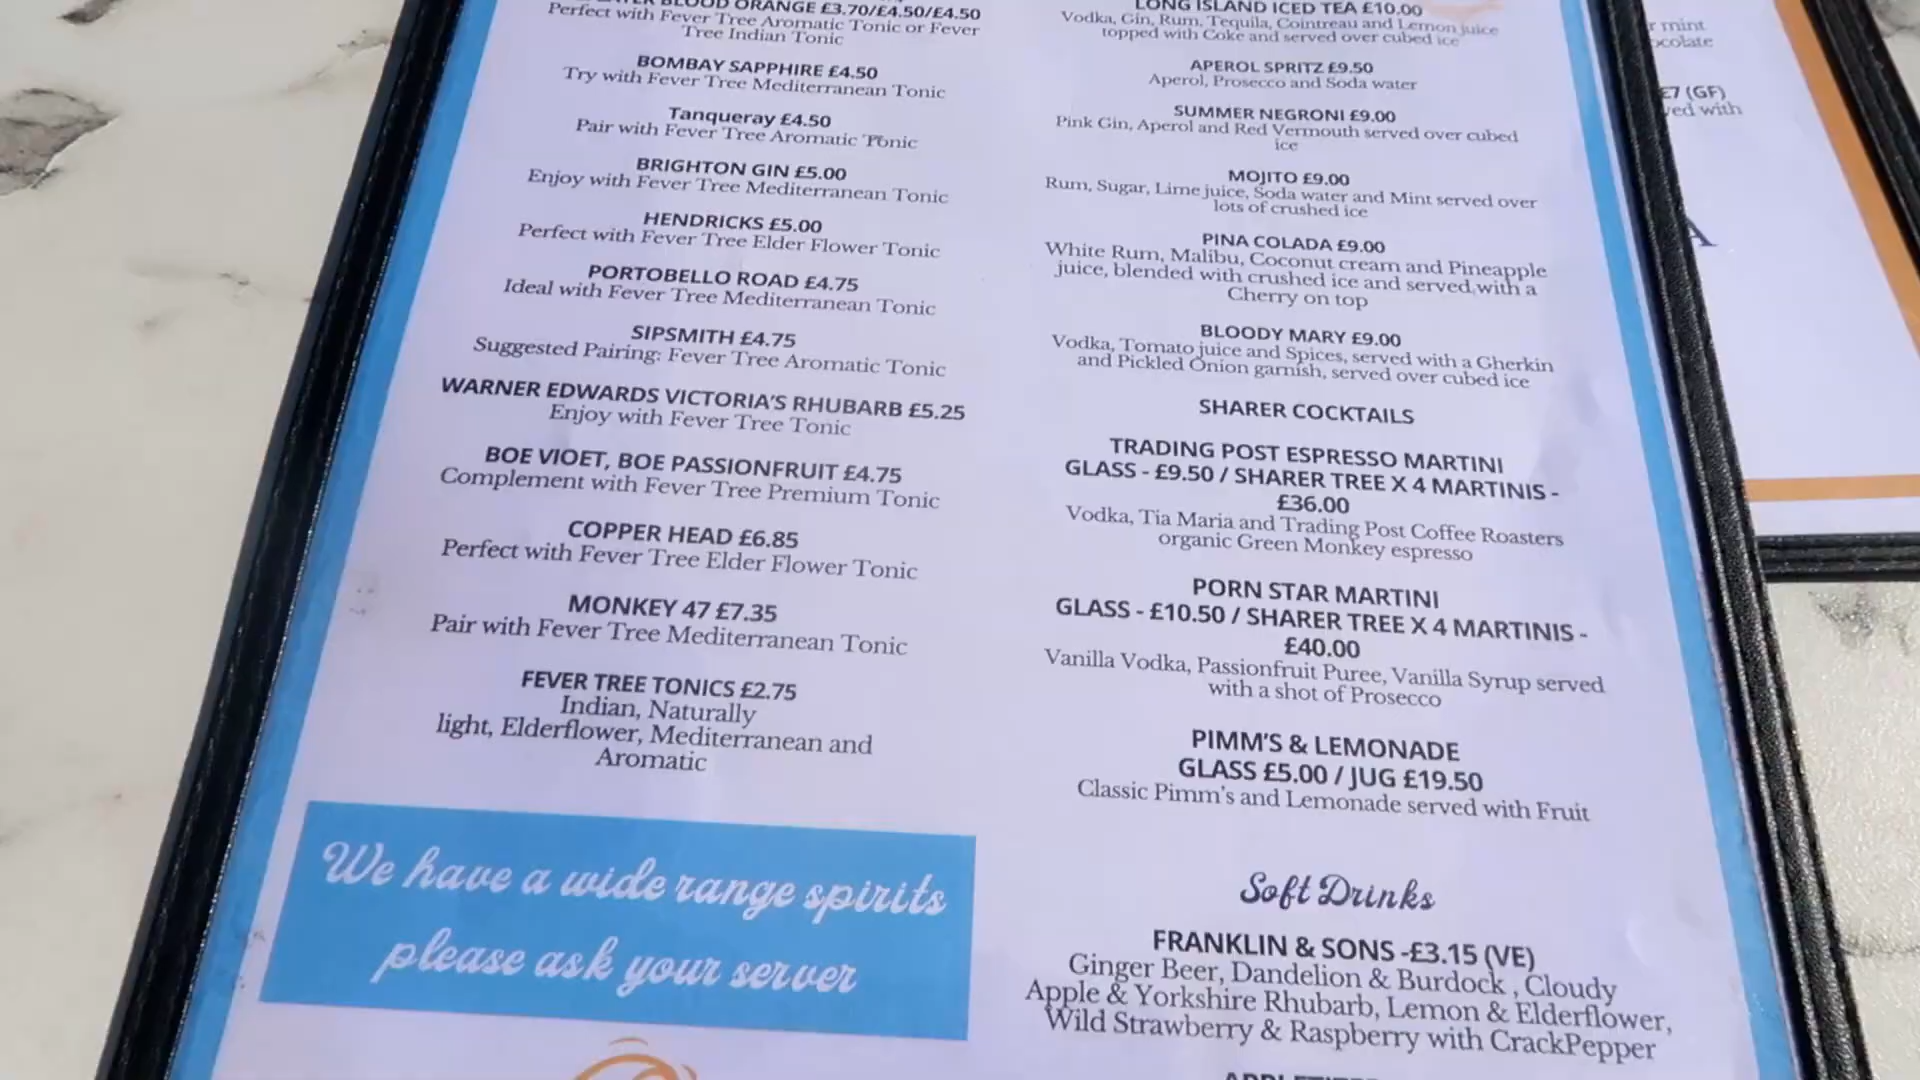 BLOOD ORANGE £3.70/£4.50/£4.50
Perfect with Fever Tree Aromatic Tonic or Fever
Tree Indian Tonic
BOMBAY SAPPHIRE £4.50
Try with Fever Tree Mediterranean Tonic
Tanqueray £4.50
Pair with Fever Tree Aromatic Tonic
BRIGHTON GIN £5.00
Enjoy with Fever Tree Mediterranean Tonic
HENDRICKS £5.00
Perfect with Fever Tree Elder Flower Tonic
PORTOBELLO ROAD £4.75
Ideal with Fever Tree Mediterranean Tonic
SIPSMITH £4.75
Suggested Pairing: Fever Tree Aromatic Tonic
WARNER EDWARDS VICTORIA'S RHUBARB £5.25
Enjoy with Fever Tree Tonic
BOE VIOET, BOE PASSIONFRUIT £4.75
Complement with Fever Tree Premium Tonic
COPPER HEAD £6.85
Perfect with Fever Tree Elder Flower Tonic
MONKEY 47 £7.35
Pair with Fever Tree Mediterranean Tonic
FEVER TREE TONICS £2.75
Indian, Naturally
light, Elderflower, Mediterranean and
Aromatic
We have a wide range spirits
please ask your server
LONG ISLAND ICED TEA £10.00
Vodka, Gin, Rum, Tequila, Cointreau and Lemon juice
topped with Coke and served over cubed ice
APEROL SPRITZ £9.50
Aperol, Prosecco and Soda water
SUMMER NEGRONI £9.00
Pink Gin, Aperol and Red Vermouth served over cubed
ice
MOJITO £9.00
Rum, Sugar, Lime juice, Soda water and Mint served over
lots of crushed ice
PINA COLADA £9.00
White Rum, Malibu, Coconut cream and Pineapple
juice, blended with crushed ice and served with a
Cherry on top
BLOODY MARY £9.00
Vodka, Tomato juice and Spices, served with a Gherkin
and Pickled Onion garnish, served over cubed ice
SHARER COCKTAILS
TRADING POST ESPRESSO MARTINI
GLASS - £9.50 / SHARER TREE X 4 MARTINIS -
£36.00
Vodka, Tia Maria and Trading Post Coffee Roasters
organic Green Monkey espresso
PORN STAR MARTINI
GLASS - £10.50 / SHARER TREE X 4 MARTINIS -
£40.00
Vanilla Vodka, Passionfruit Puree, Vanilla Syrup served
with a shot of Prosecco
PIMM'S & LEMONADE
GLASS £5.00 / JUG £19.50
Classic Pimm's and Lemonade served with Fruit
Soft Drinks
FRANKLIN & SONS -£3.15 (VE)
Ginger Beer, Dandelion & Burdock , Cloudy
Apple & Yorkshire Rhubarb, Lemon & Elderflower,
Wild Strawberry & Raspberry with CrackPepper
mint
£7 (GF)
with
A